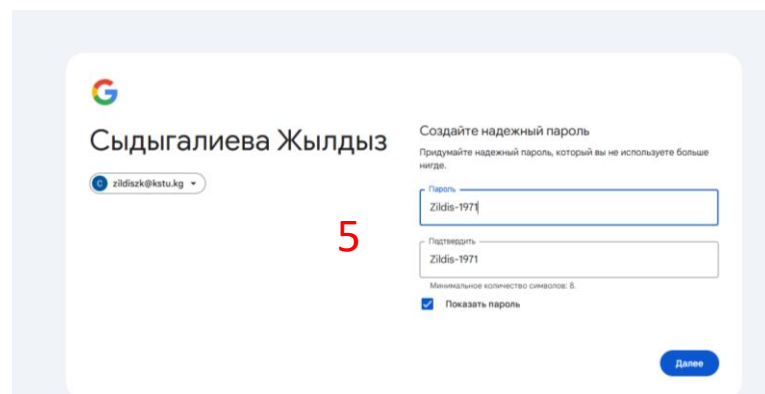 Сыдыгалиева Жылдыз
С zildiszk@kstu.kg
5
Создайте надежный пароль
Придумайте надежный пароль, который вы не используете больше
нигде.
Пароль
Zildis-1971
Подтвердить
Zildis-1971
Минимальное количество символов: 8.
Показать пароль
Далее